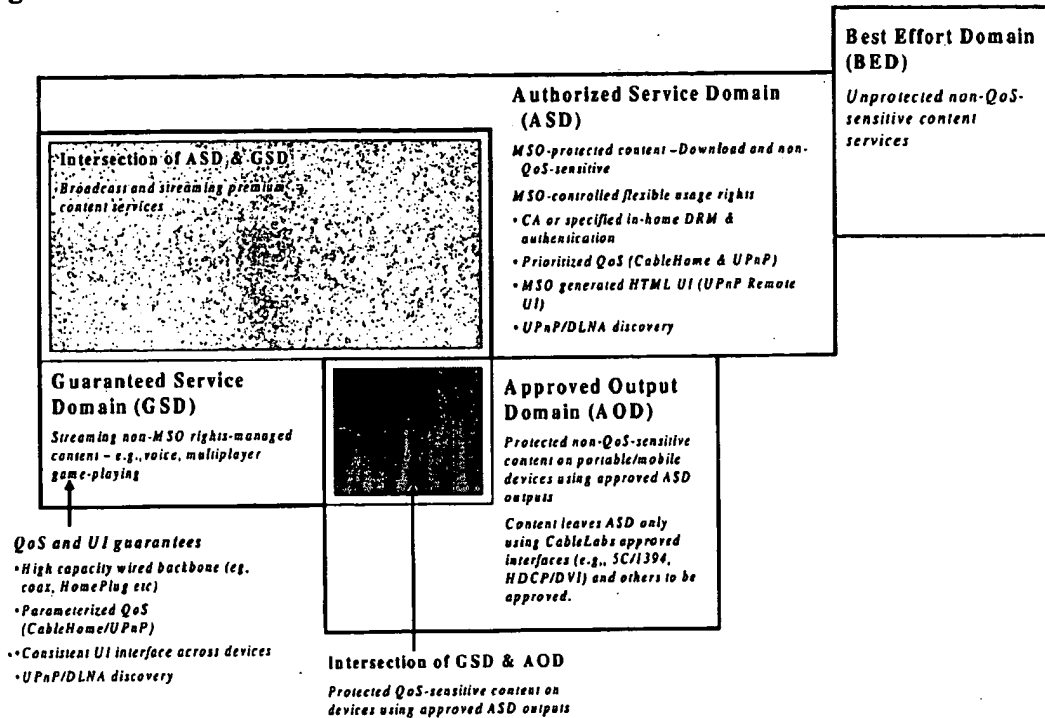 Best Effort Domain
(BED)
Unprotected non-QoS-
sensitive content
services
Authorized Service Domain
(ASD)
MSO-protected content –Download and non-
QoS-sensitive
MSO-controlled flexible usage rights
• CA or specified in-home DRM &
authentication
• Prioritized QoS (CableHome & UPnP)
• MSO generated HTML UI (UPnP Remote
UI)
• UPnP/DLNA discovery
Intersection of ASD & GSD
•Broadcast and streaming premium
content services
Guaranteed Service
Domain (GSD)
Streaming non-MSO rights-managed
content – e.g.,voice, multiplayer
game-playing
Approved Output
Domain (AOD)
Protected non-QoS-sensitive
content on portable/mobile
devices using approved ASD
outputs
Content leaves ASD only
using CableLabs approved
interfaces (e.g., 5C/1394,
HDCP/DVI) and others to be
approved.
QoS and UI guarantees
•High capacity wired backbone (eg,
coax, HomePlug etc)
•Parameterized QoS
(CableHome/UPnP)
•Consistent UI interface across devices
•UPnP/DLNA discovery
Intersection of GSD & AOD
Protected QoS-sensitive content on
devices using approved ASD outputs